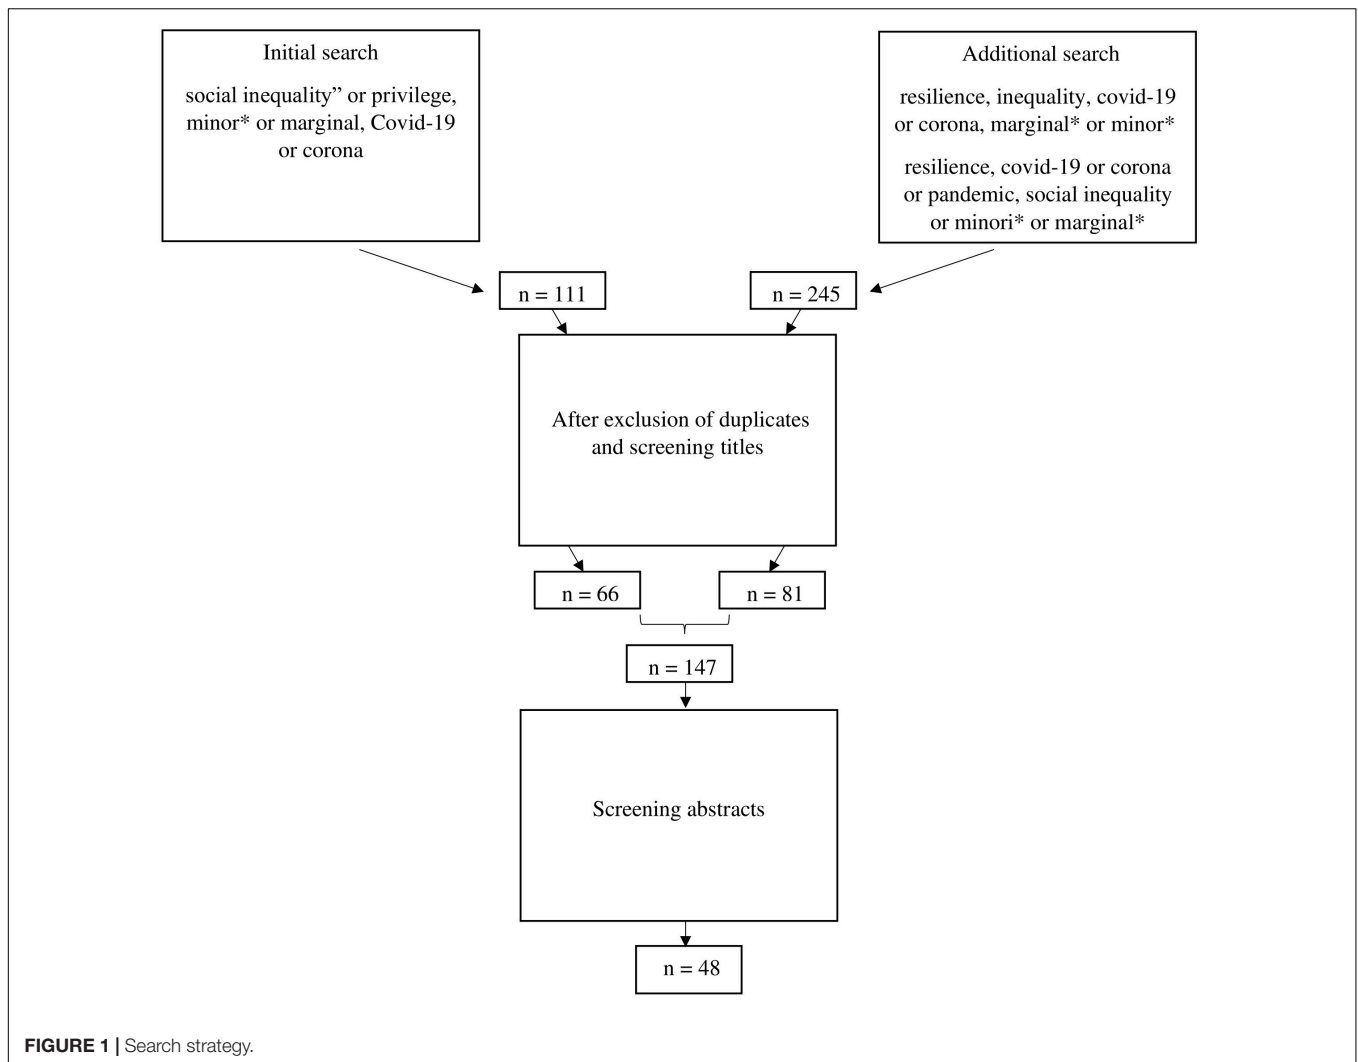 Initial search
social inequality” or privilege,
minor* or marginal, Covid-19
or corona
Additional search
resilience, inequality, covid-19
or corona, marginal* or minor*
resilience, covid-19 or corona
or pandemic, social inequality
or minori* or marginal*
n = 111
n = 245
After exclusion of duplicates
and screening titles
n = 66
n = 81
n = 147
Screening abstracts
n = 48
FIGURE 1 | Search strategy.